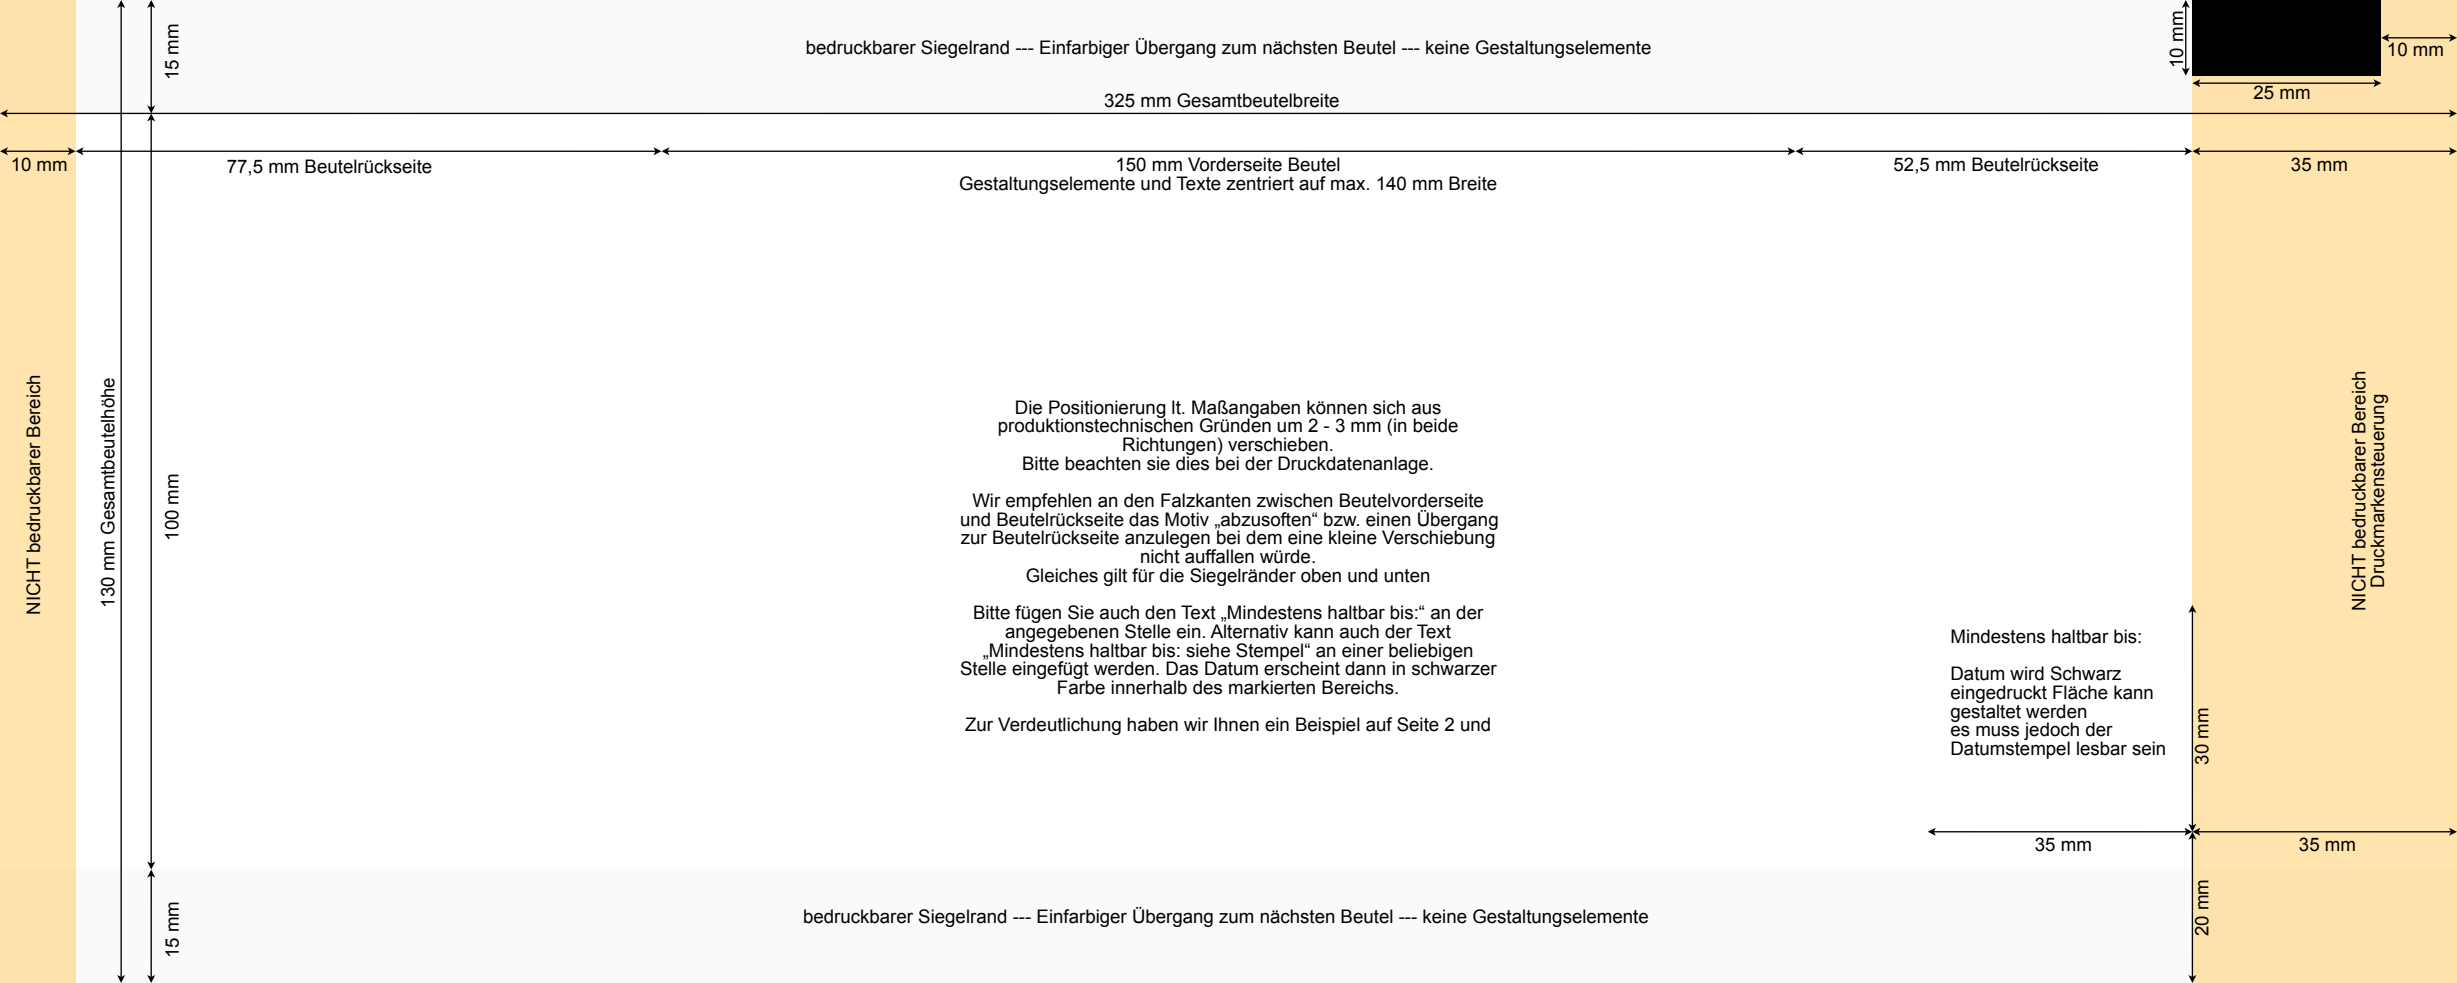 15 mm
bedruckbarer Siegelrand --- Einfarbiger Übergang zum nächsten Beutel --- keine Gestaltungselemente
10 mm
10 mm
25 mm
325 mm Gesamtbeutelbreite
10 mm
77,5 mm Beutelrückseite
150 mm Vorderseite Beutel
Gestaltungselemente und Texte zentriert auf max. 140 mm Breite
52,5 mm Beutelrückseite
35 mm
NICHT bedruckbarer Bereich
130 mm Gesamtbeutelhöhe
100 mm
Die Positionierung lt. Maßangaben können sich aus
produktionstechnischen Gründen um 2 - 3 mm (in beide
Richtungen) verschieben.
Bitte beachten sie dies bei der Druckdatenanlage.
Wir empfehlen an den Falzkanten zwischen Beutelvorderseite
und Beutelrückseite das Motiv „abzusoften“ bzw. einen Übergang
zur Beutelrückseite anzulegen bei dem eine kleine Verschiebung
nicht auffallen würde.
Gleiches gilt für die Siegelränder oben und unten
Bitte fügen Sie auch den Text „Mindestens haltbar bis:“ an der
angegebenen Stelle ein. Alternativ kann auch der Text
„Mindestens haltbar bis: siehe Stempel“ an einer beliebigen
Stelle eingefügt werden. Das Datum erscheint dann in schwarzer
Farbe innerhalb des markierten Bereichs.
Zur Verdeutlichung haben wir Ihnen ein Beispiel auf Seite 2 und
NICHT bedruckbarer Bereich
Druckmarkensteuerung
Mindestens haltbar bis:
Datum wird Schwarz
eingedruckt Fläche kann
gestaltet werden
es muss jedoch der
Datumstempel lesbar sein
30 mm
35 mm
35 mm
15 mm
bedruckbarer Siegelrand --- Einfarbiger Übergang zum nächsten Beutel --- keine Gestaltungselemente
20 mm